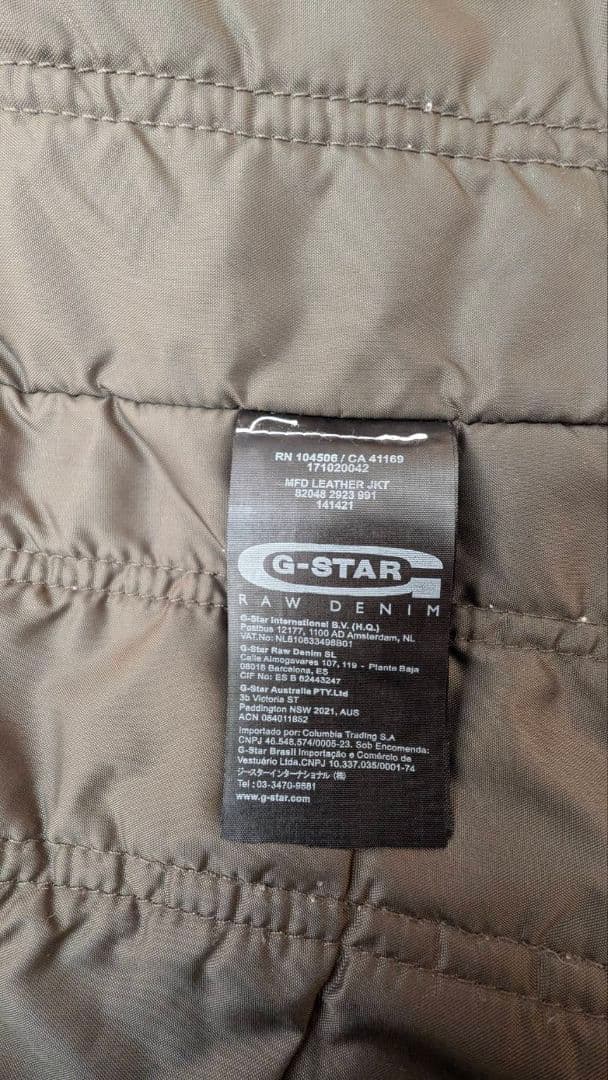 RN 104506 / CA 41169
171020042
MFD LEATHER JKT
82048 2923 991
141421
G-STAR
RAW DENIM
G-Star International B.V. (H.Q.)
Postbus 12177, 1100 AD Amsterdam, NL
VAT.No: NL810833498B01
G-Star Raw Denim SL
Calle Almogavares 107, 119 - Planta Baja
08018 Barcelona, ES
CIF No: ES B 62443247
G-Star Australia PTY.Ltd
3b Victoria ST
Paddington NSW 2021, AUS
ACN 084011852
Importado por: Columbia Trading S.A
CNPJ 46.548.574/0005-23. Sob Encomenda:
G-Star Brasil Importação e Comércio de
Vestuário Ltda.CNPJ 10.337.035/0001-74
ジースターインターナショナル (株)
Tel : 03-3470-9881
www.g-star.com